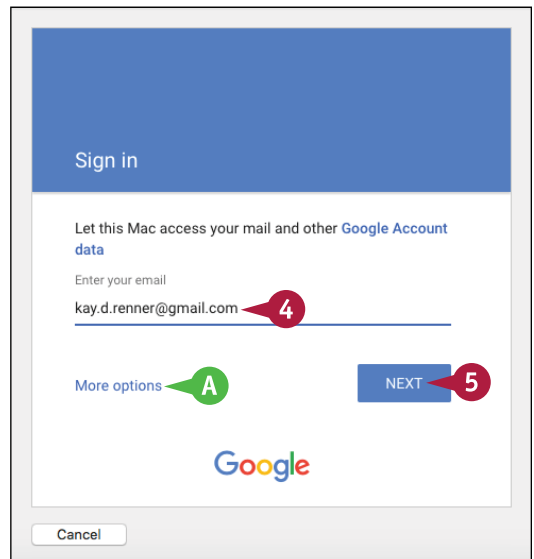 Sign in
Let this Mac access your mail and other Google Account
data
Enter your email
kay.d.renner@gmail.com 4
More options A NEXT 5
Google
Cancel